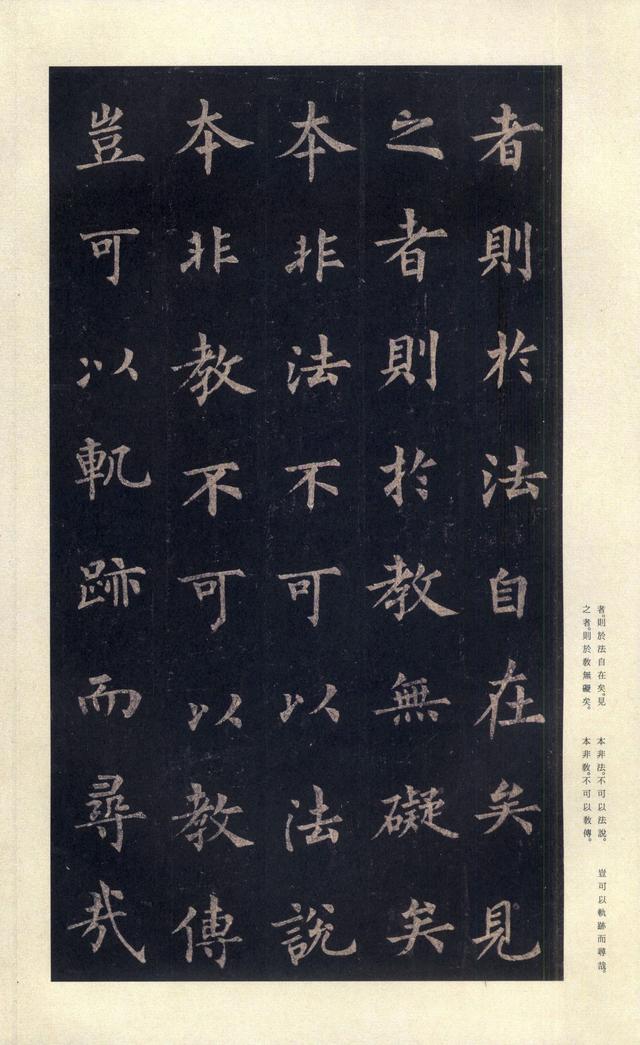 者則於法自在矣見
之者則於教無礙矣
本非法不可以法說
本非教不可以教傳
豈可以軌跡而尋哉
者。則於法自在矣。見
之者。則於教無礙矣。
本非法。不可以法說。
本非教。不可以教傳。
豈可以軌跡而尋哉。